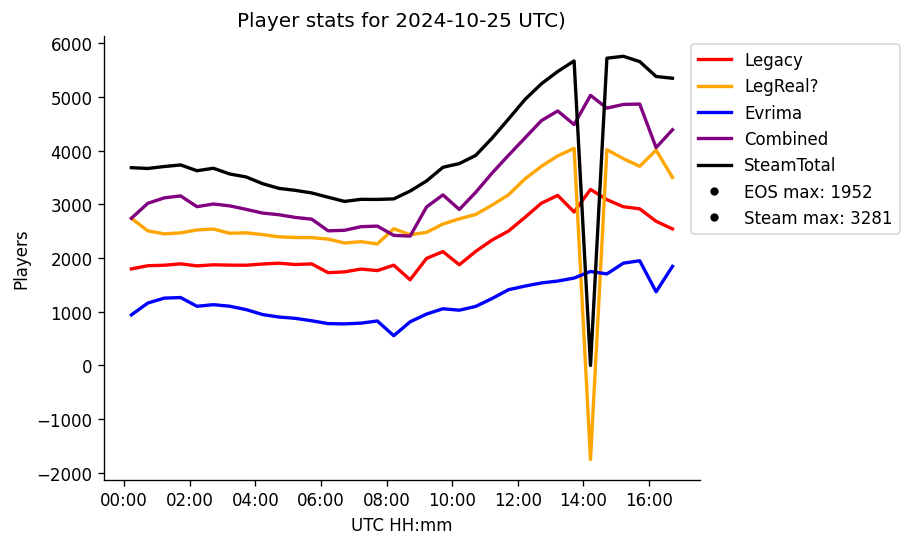 Player stats for 2024-10-25 UTC)
6000
5000
4000
3000
2000
1000
0
−1000
−2000
Players
00:00 02:00 04:00 06:00 08:00 10:00 12:00 14:00 16:00
UTC HH:mm
Legacy
LegReal?
Evrima
Combined
SteamTotal
EOS max: 1952
Steam max: 3281